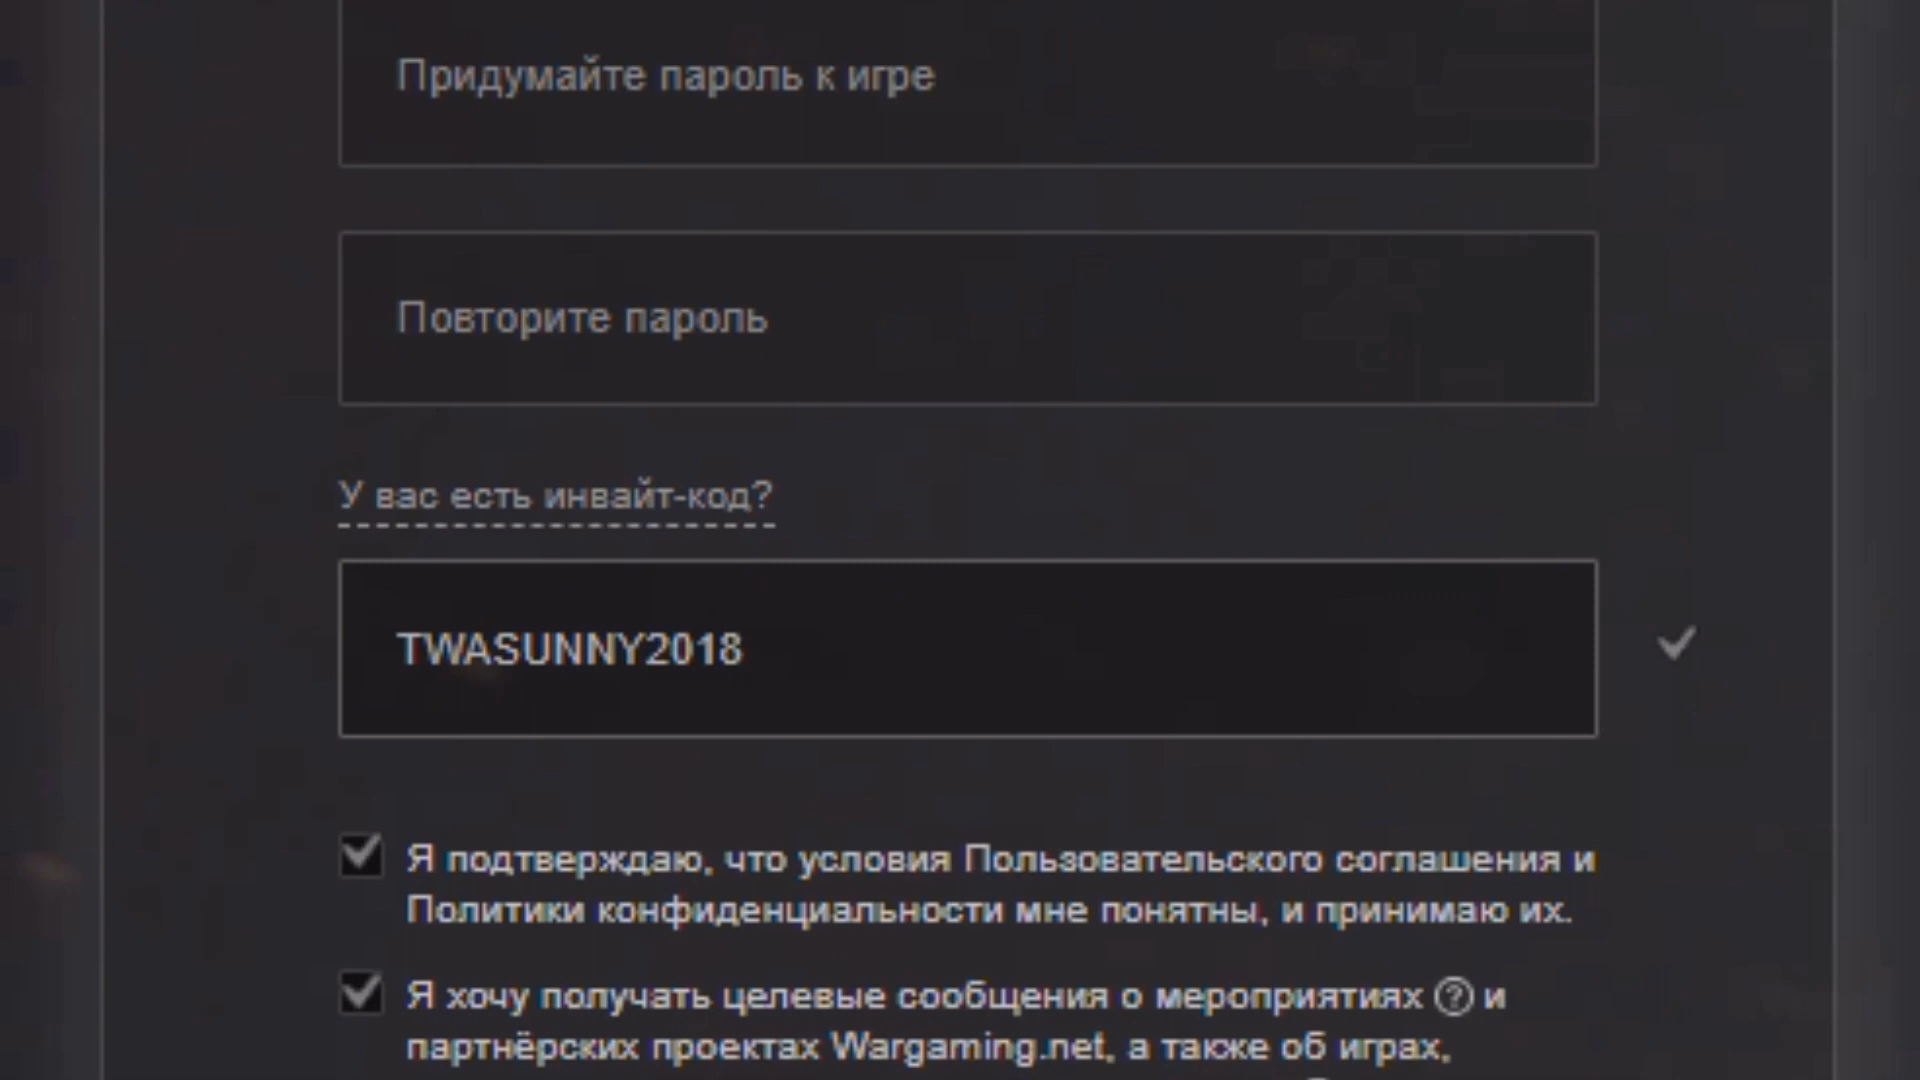 Придумайте пароль к игре
Повторите пароль
У вас есть инвайт-код?
TWASUNNY2018
Я подтверждаю, что условия Пользовательского соглашения и
Политики конфиденциальности мне понятны, и принимаю их.
Я хочу получать целевые сообщения о мероприятиях ? и
партнёрских проектах Wargaming.net, а также об играх,